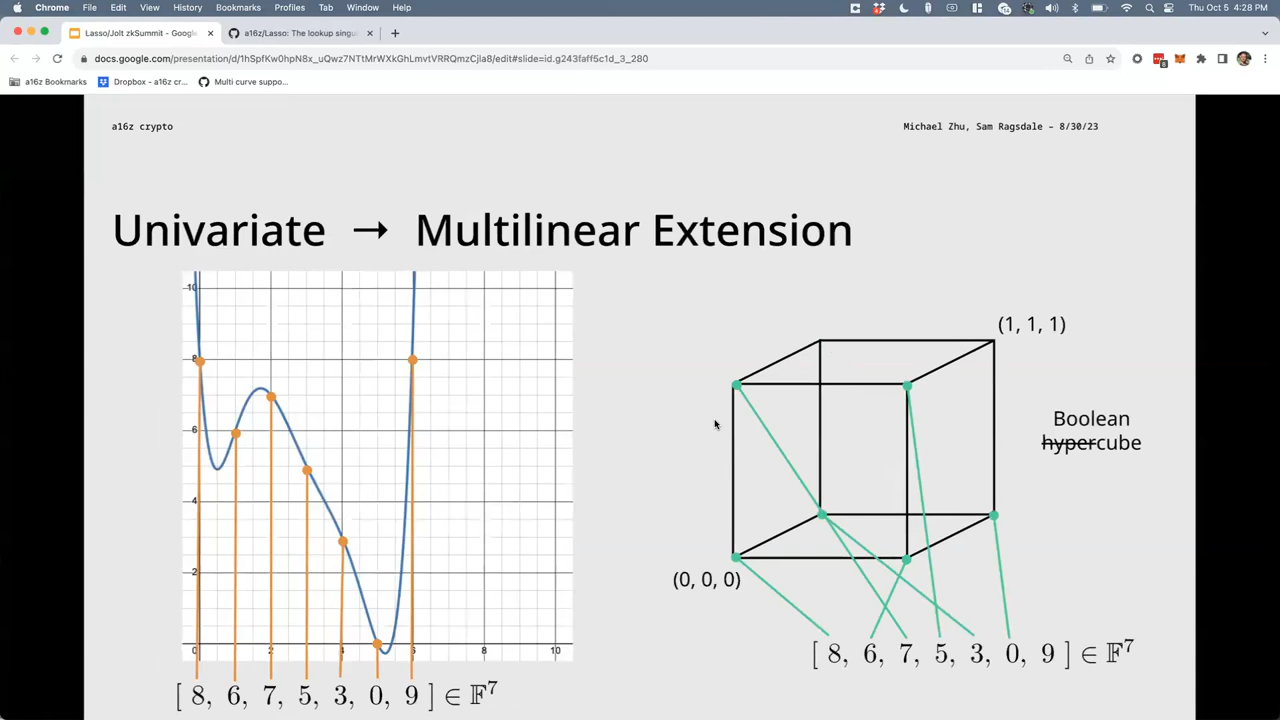 Chrome File Edit View History Bookmarks Profiles Tab Window Help Thu Oct 5 4:28 PM
Lasso/Jolt zkSummit - Google a16z/Lasso: The lookup singu
docs.google.com/presentation/d/1hSpfKw0hpN8x_uQwz7NTtMrWXkGhLmvtVRRQmzCjla8/edit#slide=id.g243faff5c1d_3_280
a16z Bookmarks Dropbox - a16z cr... Multi curve suppo...
a16z crypto
Michael Zhu, Sam Ragsdale – 8/30/23
Univariate → Multilinear Extension
10
8
6
4
2
0 2 4 6 8 10
[ 8, 6, 7, 5, 3, 0, 9 ] ∈ 𝔽⁷
(1, 1, 1)
Boolean
hypercube
(0, 0, 0)
[ 8, 6, 7, 5, 3, 0, 9 ] ∈ 𝔽⁷